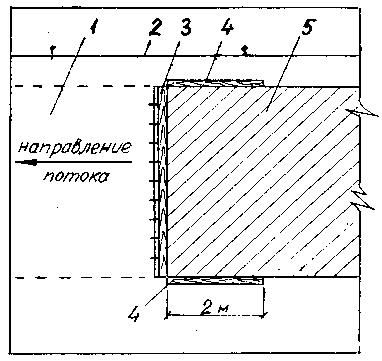 1 2 3 4 5
направление
потока
4
2 м